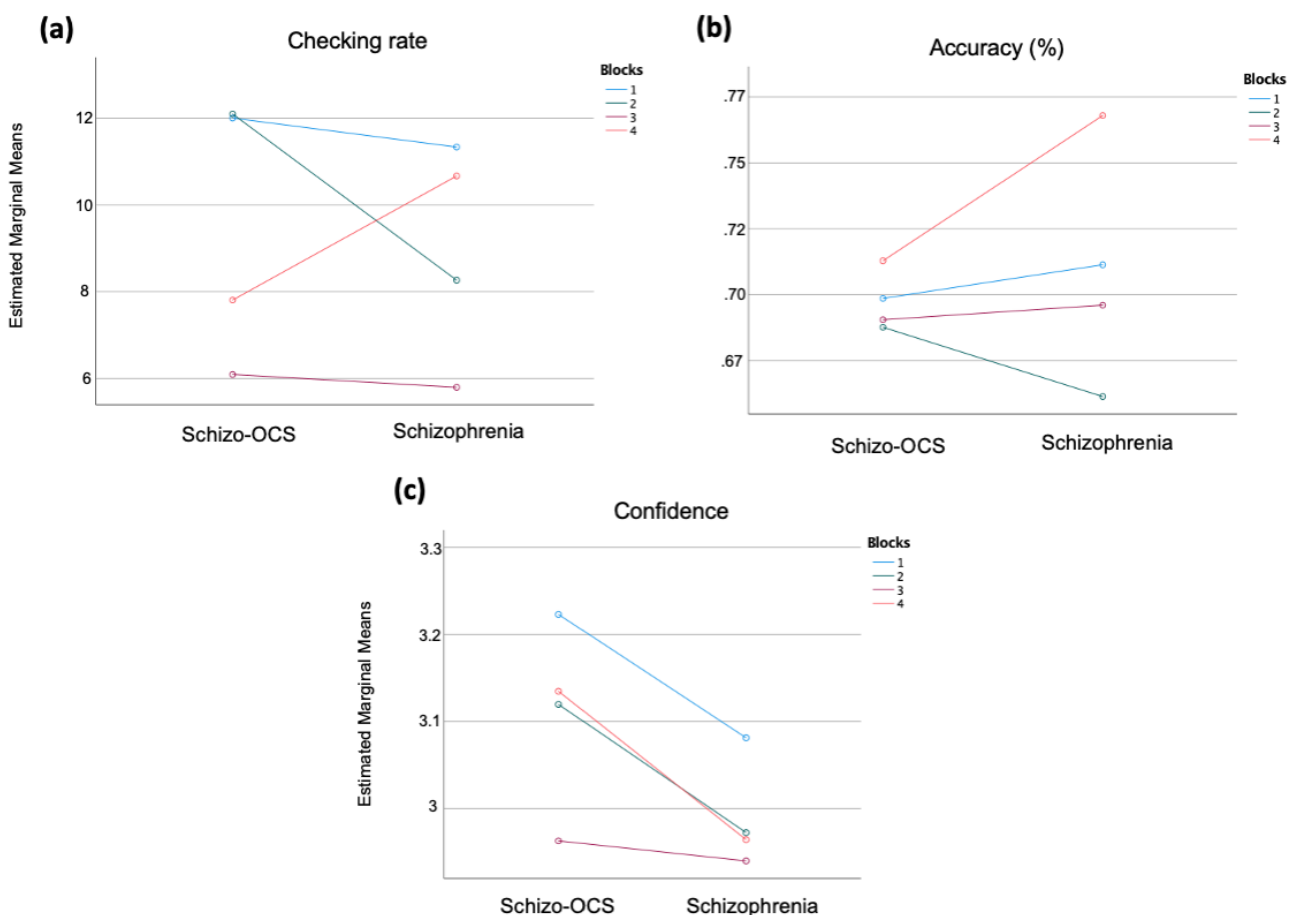 (a)
Checking rate
Blocks
1
2
3
4
12
10
8
6
Estimated Marginal Means
Schizo-OCS
Schizophrenia
(b)
Accuracy (%)
Blocks
1
2
3
4
.77
.75
.72
.70
.67
Schizo-OCS
Schizophrenia
(c)
Confidence
Blocks
1
2
3
4
3.3
3.2
3.1
3
Estimated Marginal Means
Schizo-OCS
Schizophrenia